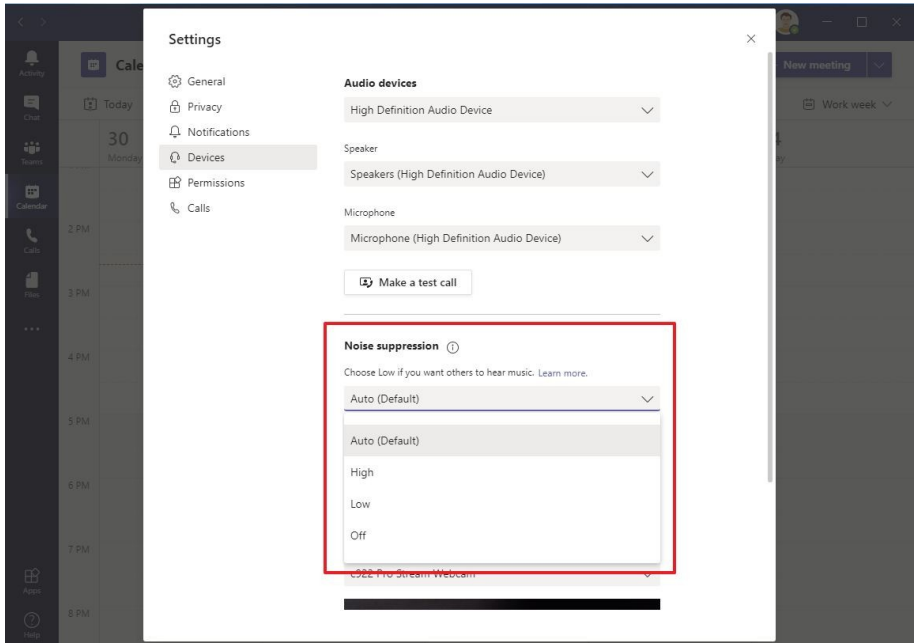 Activity
Chat
Teams
Calendar
Calls
Files
Apps
Help
Cale
New meeting
Today
Work week
30
Monday
2 PM
3 PM
4 PM
5 PM
6 PM
7 PM
8 PM
Settings
General
Privacy
Notifications
Devices
Permissions
Calls
Audio devices
High Definition Audio Device
Speaker
Speakers (High Definition Audio Device)
Microphone
Microphone (High Definition Audio Device)
Make a test call
Noise suppression
Choose Low if you want others to hear music. Learn more.
Auto (Default)
Auto (Default)
High
Low
Off
c922 Pro Stream Webcam